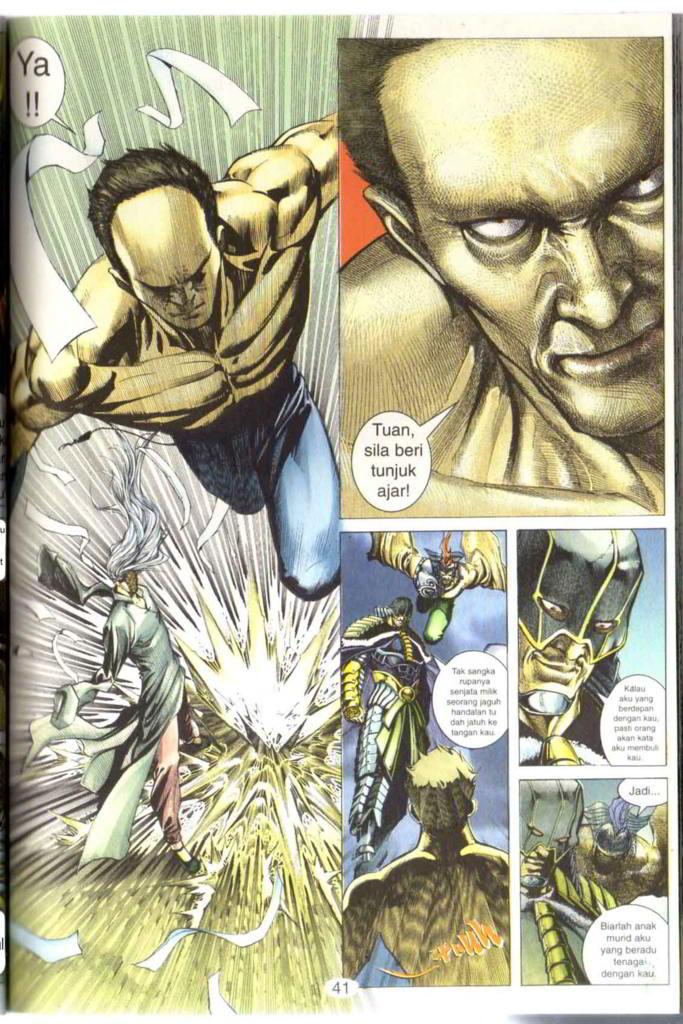 Ya
!!
Tuan,
sila beri
tunjuk
ajar!
Tak sangka
rupanya
senjata milik
seorang jaguh
handalan tu
dah jatuh ke
tangan kau.
Kalau
aku yang
berdepan
dengan kau,
pasti orang
akan kata
aku membuli
kau.
Jadi...
Biarlah anak
murid aku
yang beradu
tenaga
dengan kau.
41